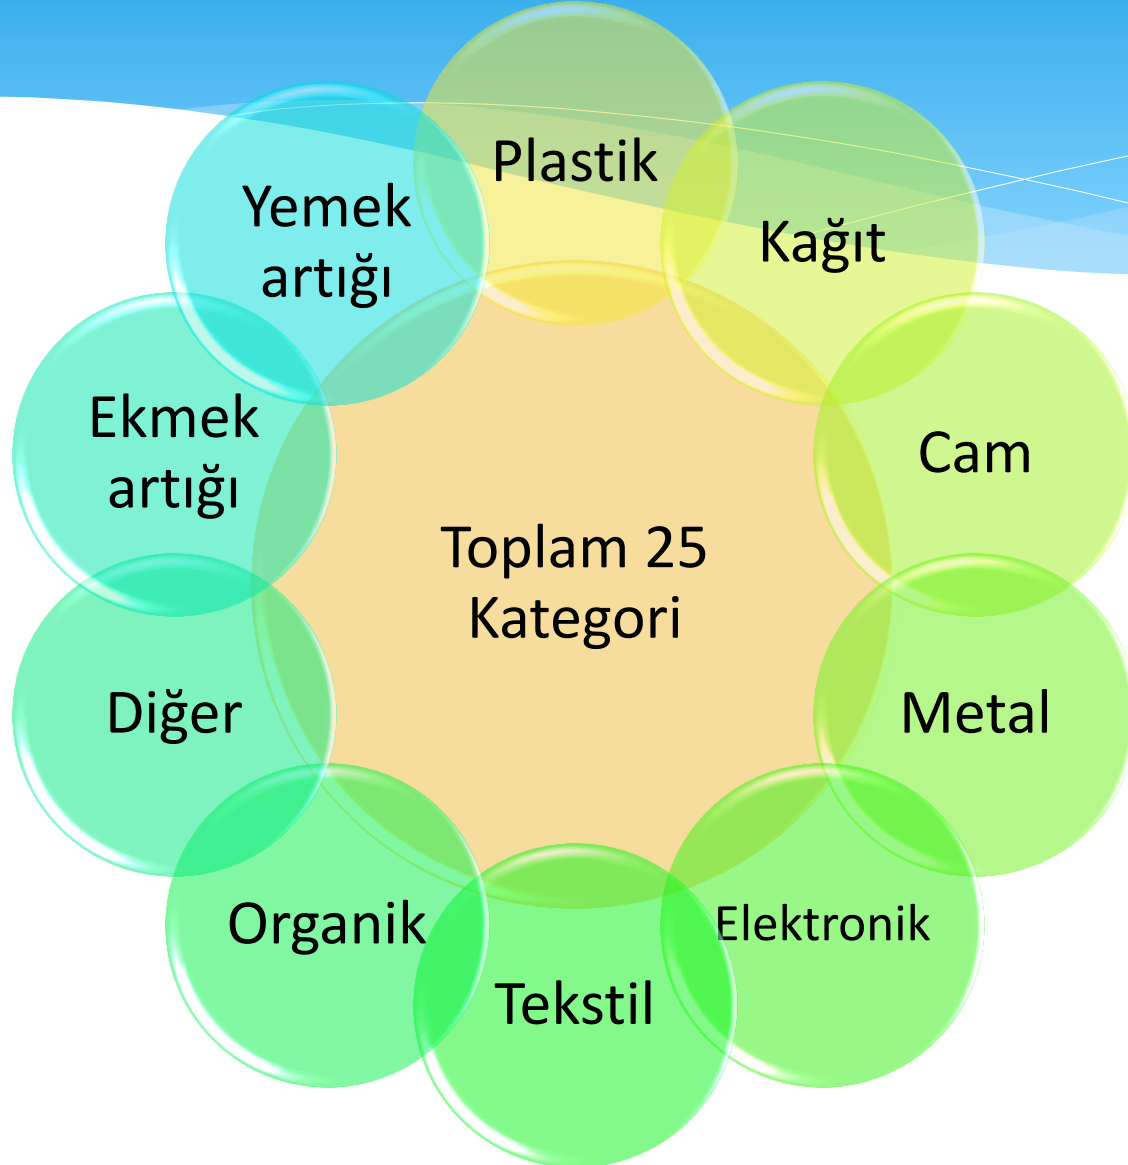 Plastik
Kağıt
Cam
Metal
Elektronik
Tekstil
Organik
Diğer
Ekmek
artığı
Yemek
artığı
Toplam 25
Kategori